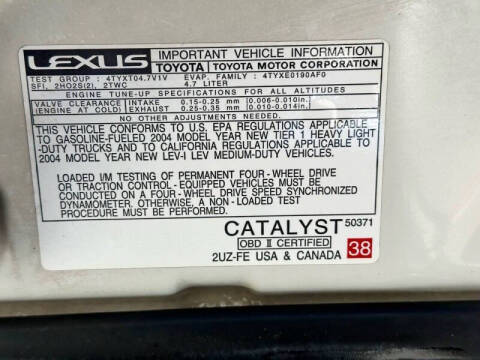 LEXUS IMPORTANT VEHICLE INFORMATION
TOYOTA TOYOTA MOTOR CORPORATION
TEST GROUP : 4TYXT04.7V1V EVAP. FAMILY : 4TYXE0190AF0
SFI, 2HO2S(2), 2TWC 4.7 LITER
ENGINE TUNE-UP SPECIFICATIONS FOR ALL ALTITUDES
VALVE CLEARANCE INTAKE 0.15-0.25 mm (0.006-0.010in.)
(ENGINE AT COLD) EXHAUST 0.25-0.35 mm (0.010-0.014in.)
NO OTHER ADJUSTMENTS NEEDED.
THIS VEHICLE CONFORMS TO U.S. EPA REGULATIONS APPLICABLE
TO GASOLINE-FUELED 2004 MODEL YEAR NEW TIER 1 HEAVY LIGHT
-DUTY TRUCKS AND TO CALIFORNIA REGULATIONS APPLICABLE TO
2004 MODEL YEAR NEW LEV-I LEV MEDIUM-DUTY VEHICLES.
LOADED I/M TESTING OF PERMANENT FOUR-WHEEL DRIVE
OR TRACTION CONTROL-EQUIPPED VEHICLES MUST BE
CONDUCTED ON A FOUR-WHEEL DRIVE SPEED SYNCHRONIZED
DYNAMOMETER. OTHERWISE, A NON-LOADED TEST
PROCEDURE MUST BE PERFORMED.
CATALYST 50371
OBD II CERTIFIED 38
2UZ-FE USA & CANADA